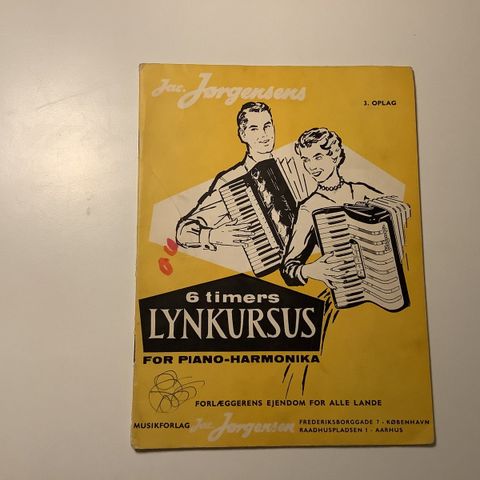 Jac. Jørgensens
3. OPLAG
6 timers
LYNKURSUS
FOR PIANO-HARMONIKA
FORLÆGGERENS EJENDOM FOR ALLE LANDE
MUSIKFORLAG Jac. Jørgensen FREDERIKSBORGGADE 7 - KØBENHAVN
RAADHUSPLADSEN 1 - AARHUS